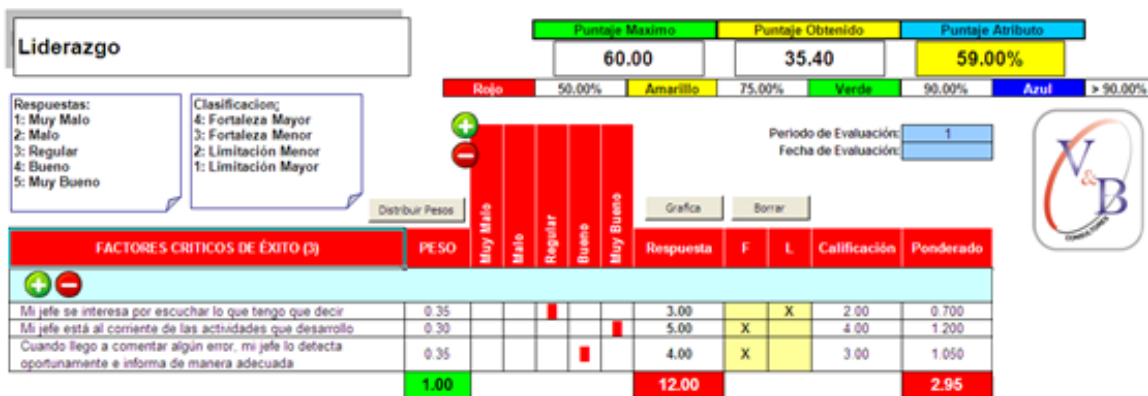 Liderazgo
Puntaje Maximo Puntaje Obtenido Puntaje Atributo
60.00 35.40 59.00%
Rojo 50.00% Amarillo 75.00% Verde 90.00% Azul > 90.00%
Respuestas:
1: Muy Malo
2: Malo
3: Regular
4: Bueno
5: Muy Bueno
Clasificacion;
4: Fortaleza Mayor
3: Fortaleza Menor
2: Limitación Menor
1: Limitación Mayor
Periodo de Evaluación: 1
Fecha de Evaluación:
V&B
CONSULTORES
Distribuir Pesos
Grafica Borrar
FACTORES CRITICOS DE ÉXITO (3) PESO Muy Malo Malo Regular Bueno Muy Bueno Respuesta F L Calificación Ponderado
Mi jefe se interesa por escuchar lo que tengo que decir 0.35 3.00 X 2.00 0.700
Mi jefe está al corriente de las actividades que desarrollo 0.30 5.00 X 4.00 1.200
Cuando llego a comentar algún error, mi jefe lo detecta
oportunamente e informa de manera adecuada 0.35 4.00 X 3.00 1.050
1.00 12.00 2.95